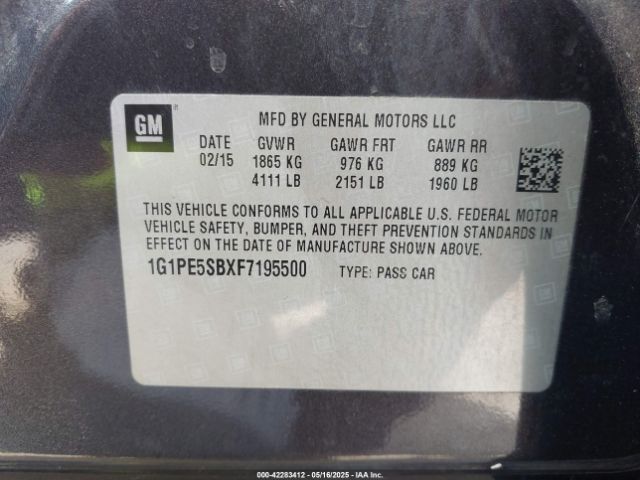 GM
MFD BY GENERAL MOTORS LLC
DATE GVWR GAWR FRT GAWR RR
02/15 1865 KG 976 KG 889 KG
4111 LB 2151 LB 1960 LB
THIS VEHICLE CONFORMS TO ALL APPLICABLE U.S. FEDERAL MOTOR
VEHICLE SAFETY, BUMPER, AND THEFT PREVENTION STANDARDS IN
EFFECT ON THE DATE OF MANUFACTURE SHOWN ABOVE.
1G1PE5SBXF7195500 TYPE: PASS CAR
000-42283412 05/16/2025 IAA Inc.